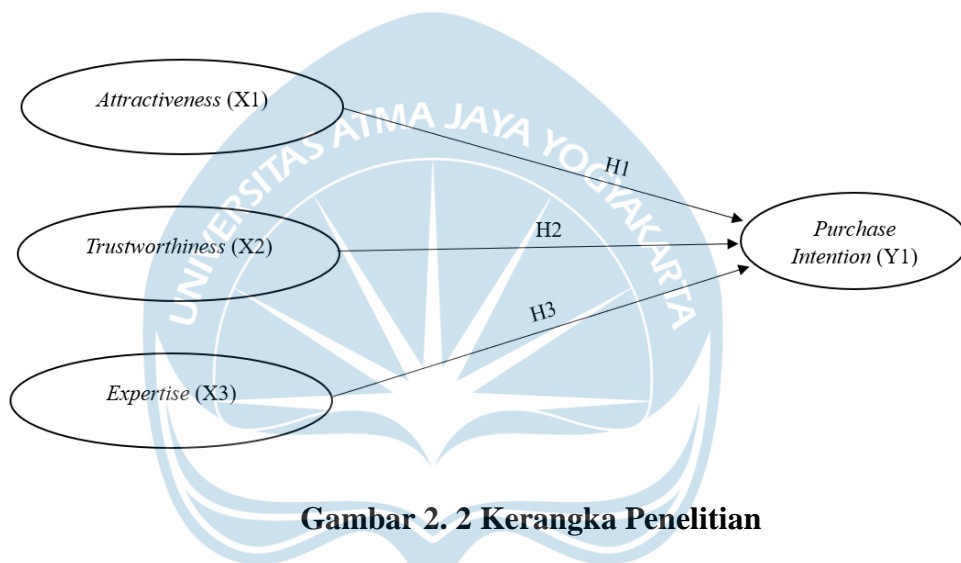 Attractiveness (X1)
UNIVERSITAS ATMA JAYA YOGYAKARTA
H1
Trustworthiness (X2)
H2
Purchase
Intention (Y1)
H3
Expertise (X3)
Gambar 2. 2 Kerangka Penelitian